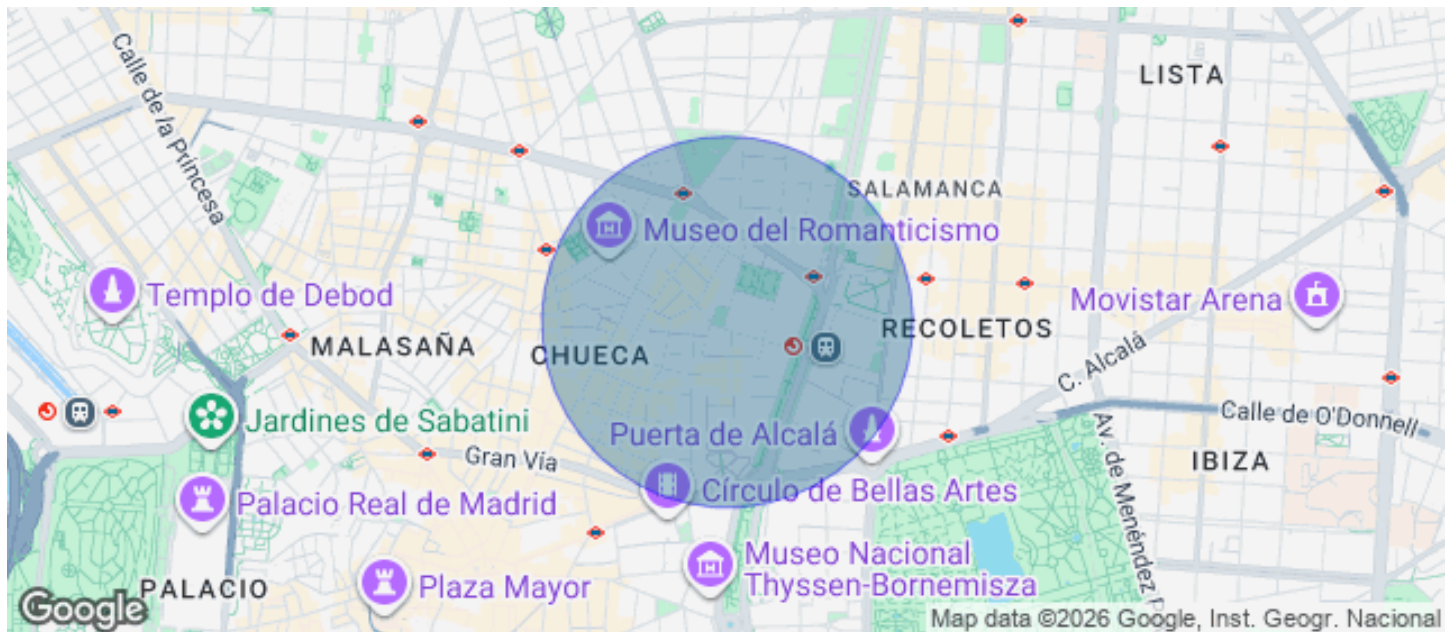 Calle de la Princesa
LISTA
SALAMANCA
Museo del Romanticismo
Templo de Debod
Movistar Arena
MALASAÑA
CHUECA
RECOLETOS
C. Alcalá
Jardines de Sabatini
Puerta de Alcalá
Calle de O'Donnell
Av. de Menéndez P
Gran Vía
IBIZA
Palacio Real de Madrid
Círculo de Bellas Artes
Museo Nacional
Thyssen-Bornemisza
PALACIO
Plaza Mayor
Google
Map data ©2026 Google, Inst. Geogr. Nacional